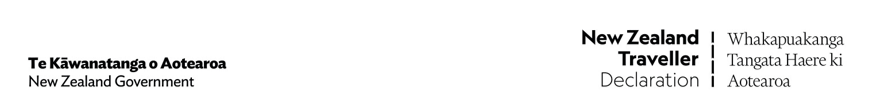 Te Kāwanatanga o Aotearoa
New Zealand Government
New Zealand
Traveller
Declaration
Whakapuakanga
Tangata Haere ki
Aotearoa